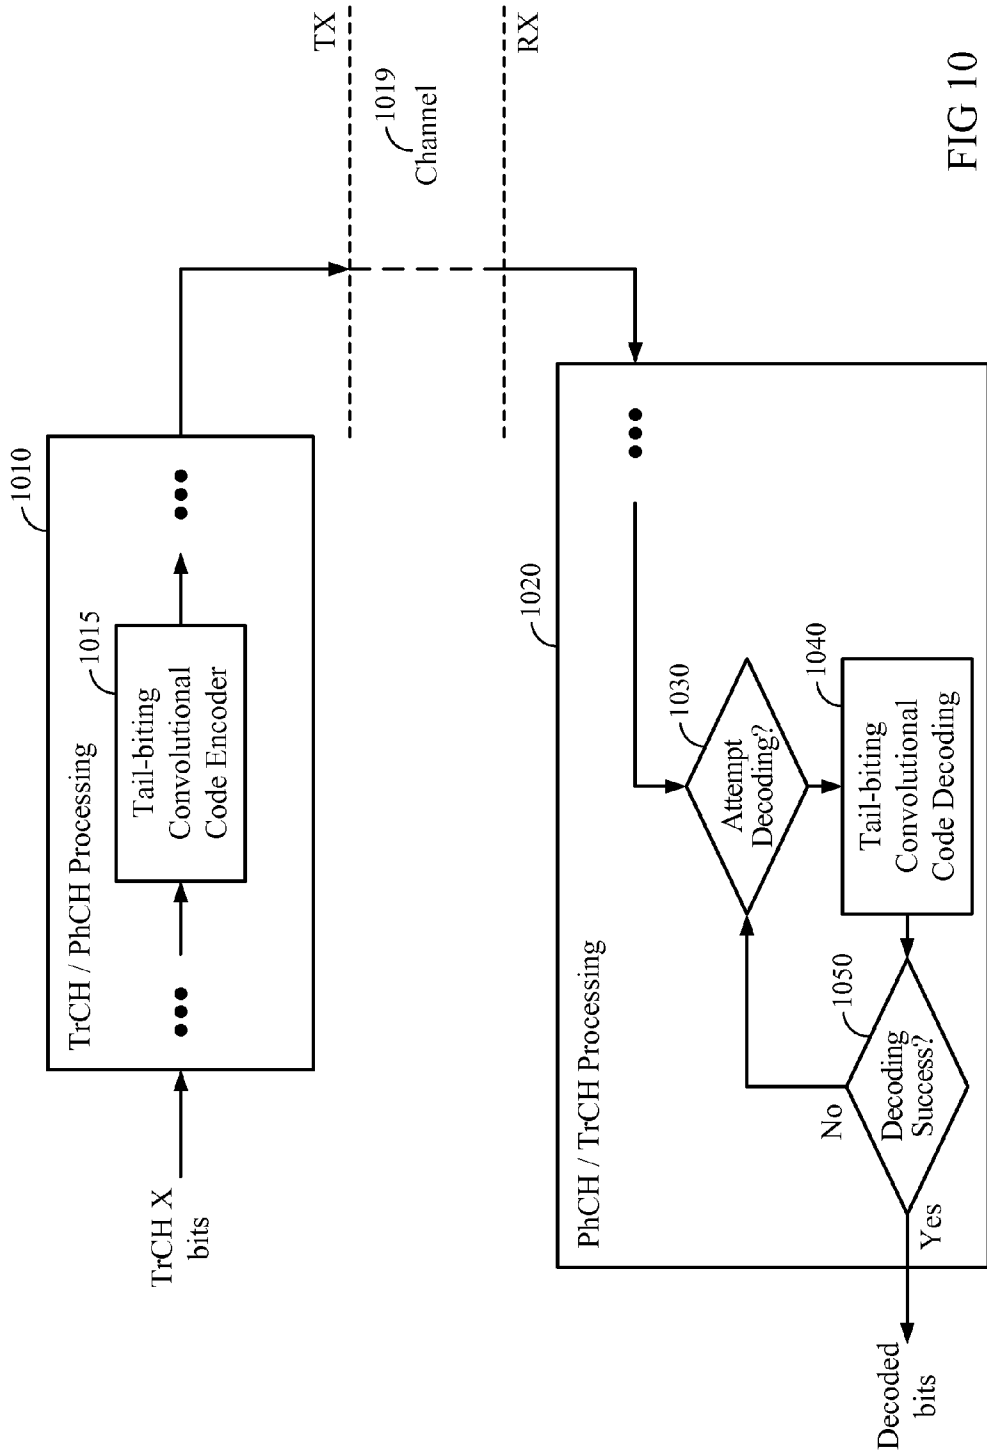 TrCH X
bits
TrCH / PhCH Processing
1010
Tail-biting
Convolutional
Code Encoder
1015
TX
1019
Channel
RX
PhCH / TrCH Processing
1020
Attempt
Decoding?
1030
Tail-biting
Convolutional
Code Decoding
1040
Decoding
Success?
1050
No
Yes
Decoded
bits
FIG 10